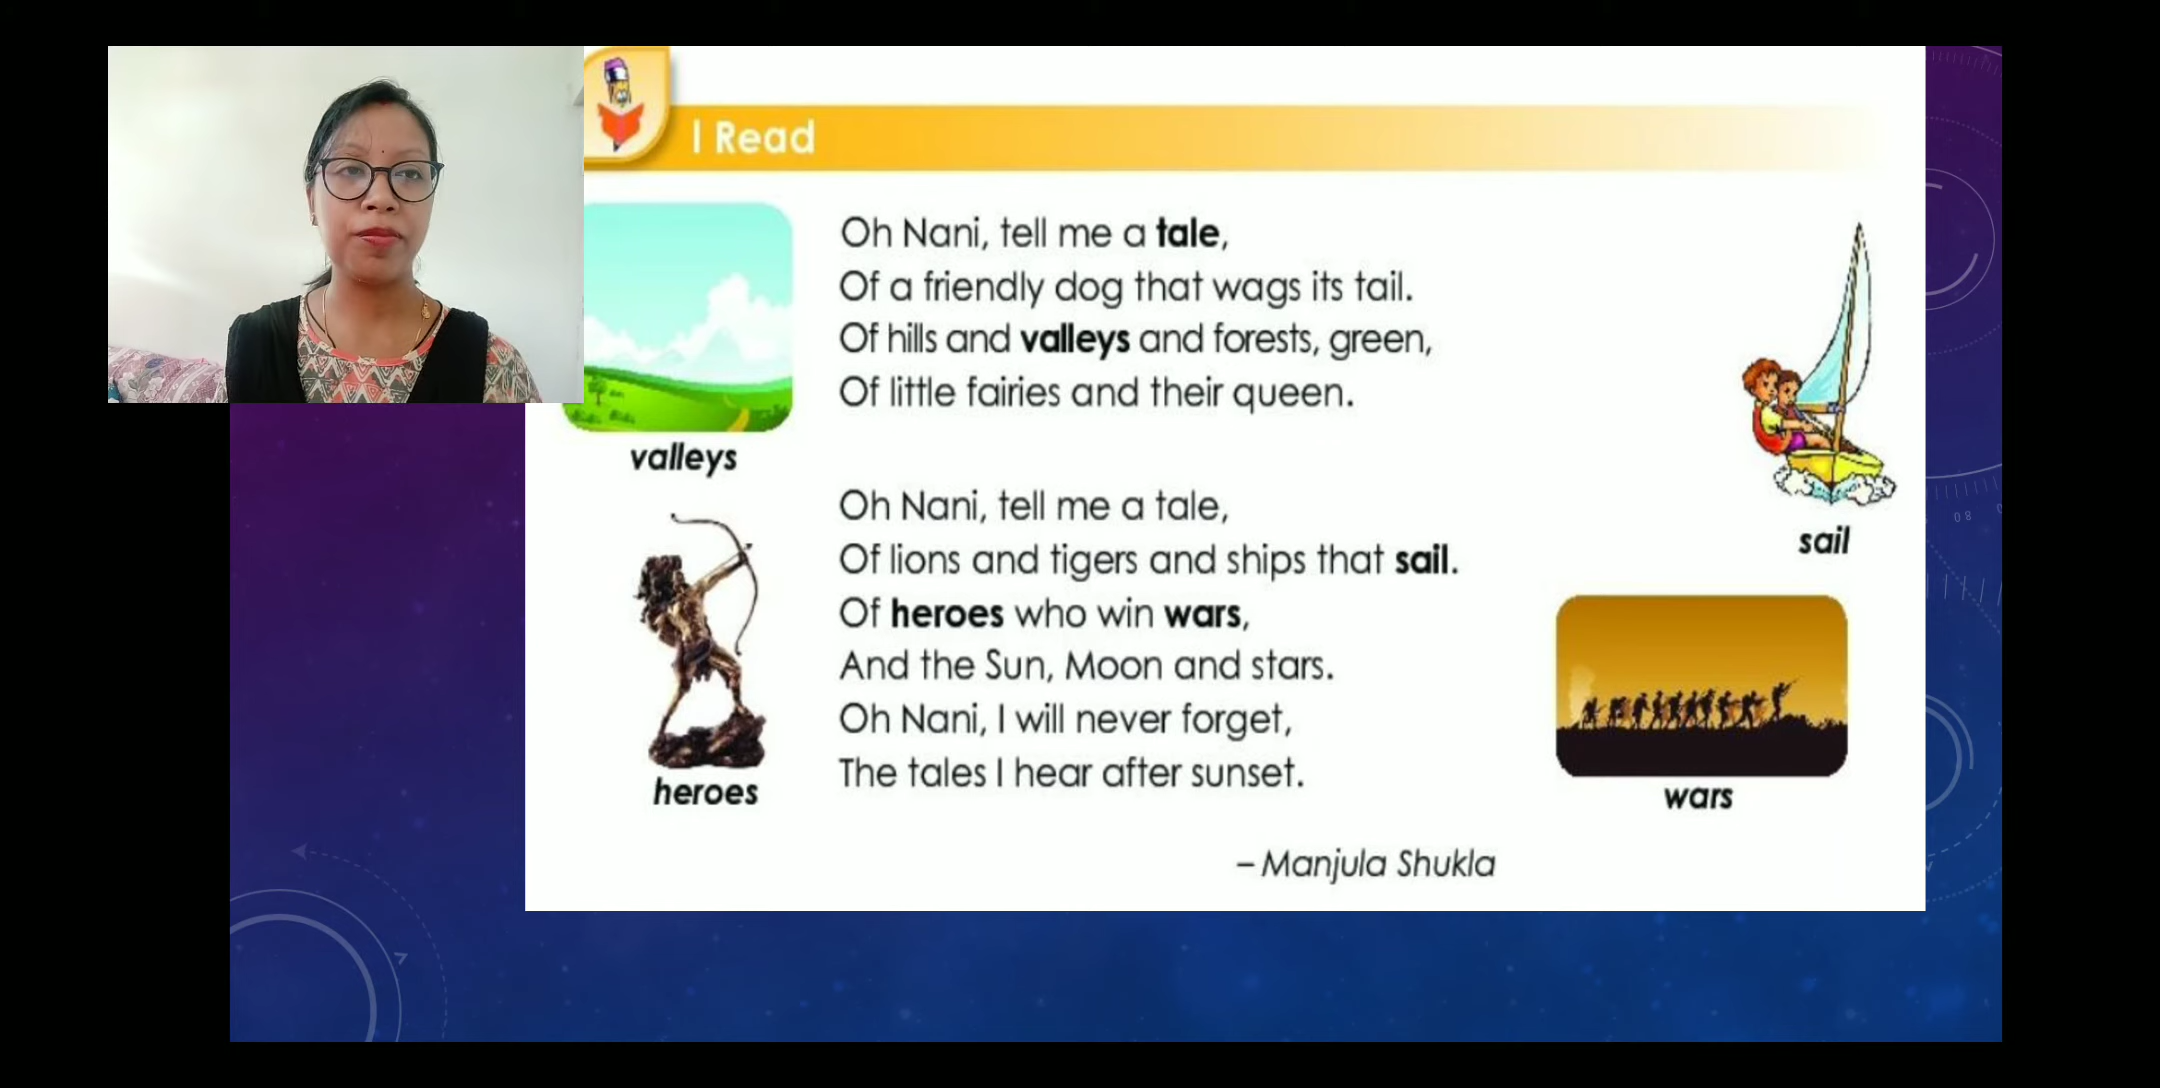 I Read
Oh Nani, tell me a tale,
Of a friendly dog that wags its tail.
Of hills and valleys and forests, green,
Of little fairies and their queen.
valleys
Oh Nani, tell me a tale,
Of lions and tigers and ships that sail.
Of heroes who win wars,
And the Sun, Moon and stars.
Oh Nani, I will never forget,
The tales I hear after sunset.
sail
heroes
wars
– Manjula Shukla
80